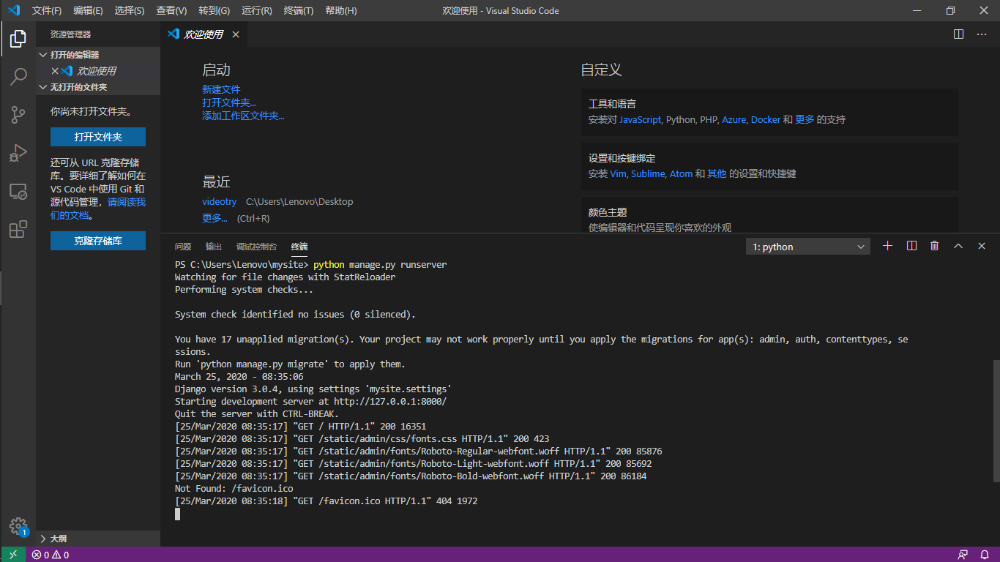 文件(F) 编辑(E) 选择(S) 查看(V) 转到(G) 运行(R) 终端(T) 帮助(H) 欢迎使用 - Visual Studio Code
资源管理器
打开的编辑器
欢迎使用
无打开的文件夹
你尚未打开文件夹。
打开文件夹
还可从 URL 克隆存储
库。要详细了解如何在
VS Code 中使用 Git 和
源代码管理，请阅读我
们的文档。
克隆存储库
大纲
欢迎使用
启动
新建文件
打开文件夹...
添加工作区文件夹...
最近
videotry C:\Users\Lenovo\Desktop
更多... (Ctrl+R)
自定义
工具和语言
安装对 JavaScript, Python, PHP, Azure, Docker 和 更多 的支持
设置和按键绑定
安装 Vim, Sublime, Atom 和 其他 的设置和快捷键
颜色主题
使编辑器和代码呈现你喜欢的外观
问题 输出 调试控制台 终端 1: python
PS C:\Users\Lenovo\mysite> python manage.py runserver
Watching for file changes with StatReloader
Performing system checks...
System check identified no issues (0 silenced).
You have 17 unapplied migration(s). Your project may not work properly until you apply the migrations for app(s): admin, auth, contenttypes, se
ssions.
Run 'python manage.py migrate' to apply them.
March 25, 2020 - 08:35:06
Django version 3.0.4, using settings 'mysite.settings'
Starting development server at http://127.0.0.1:8000/
Quit the server with CTRL-BREAK.
[25/Mar/2020 08:35:17] "GET / HTTP/1.1" 200 16351
[25/Mar/2020 08:35:17] "GET /static/admin/css/fonts.css HTTP/1.1" 200 423
[25/Mar/2020 08:35:17] "GET /static/admin/fonts/Roboto-Regular-webfont.woff HTTP/1.1" 200 85876
[25/Mar/2020 08:35:17] "GET /static/admin/fonts/Roboto-Light-webfont.woff HTTP/1.1" 200 85692
[25/Mar/2020 08:35:17] "GET /static/admin/fonts/Roboto-Bold-webfont.woff HTTP/1.1" 200 86184
Not Found: /favicon.ico
[25/Mar/2020 08:35:18] "GET /favicon.ico HTTP/1.1" 404 1972
1
0 0